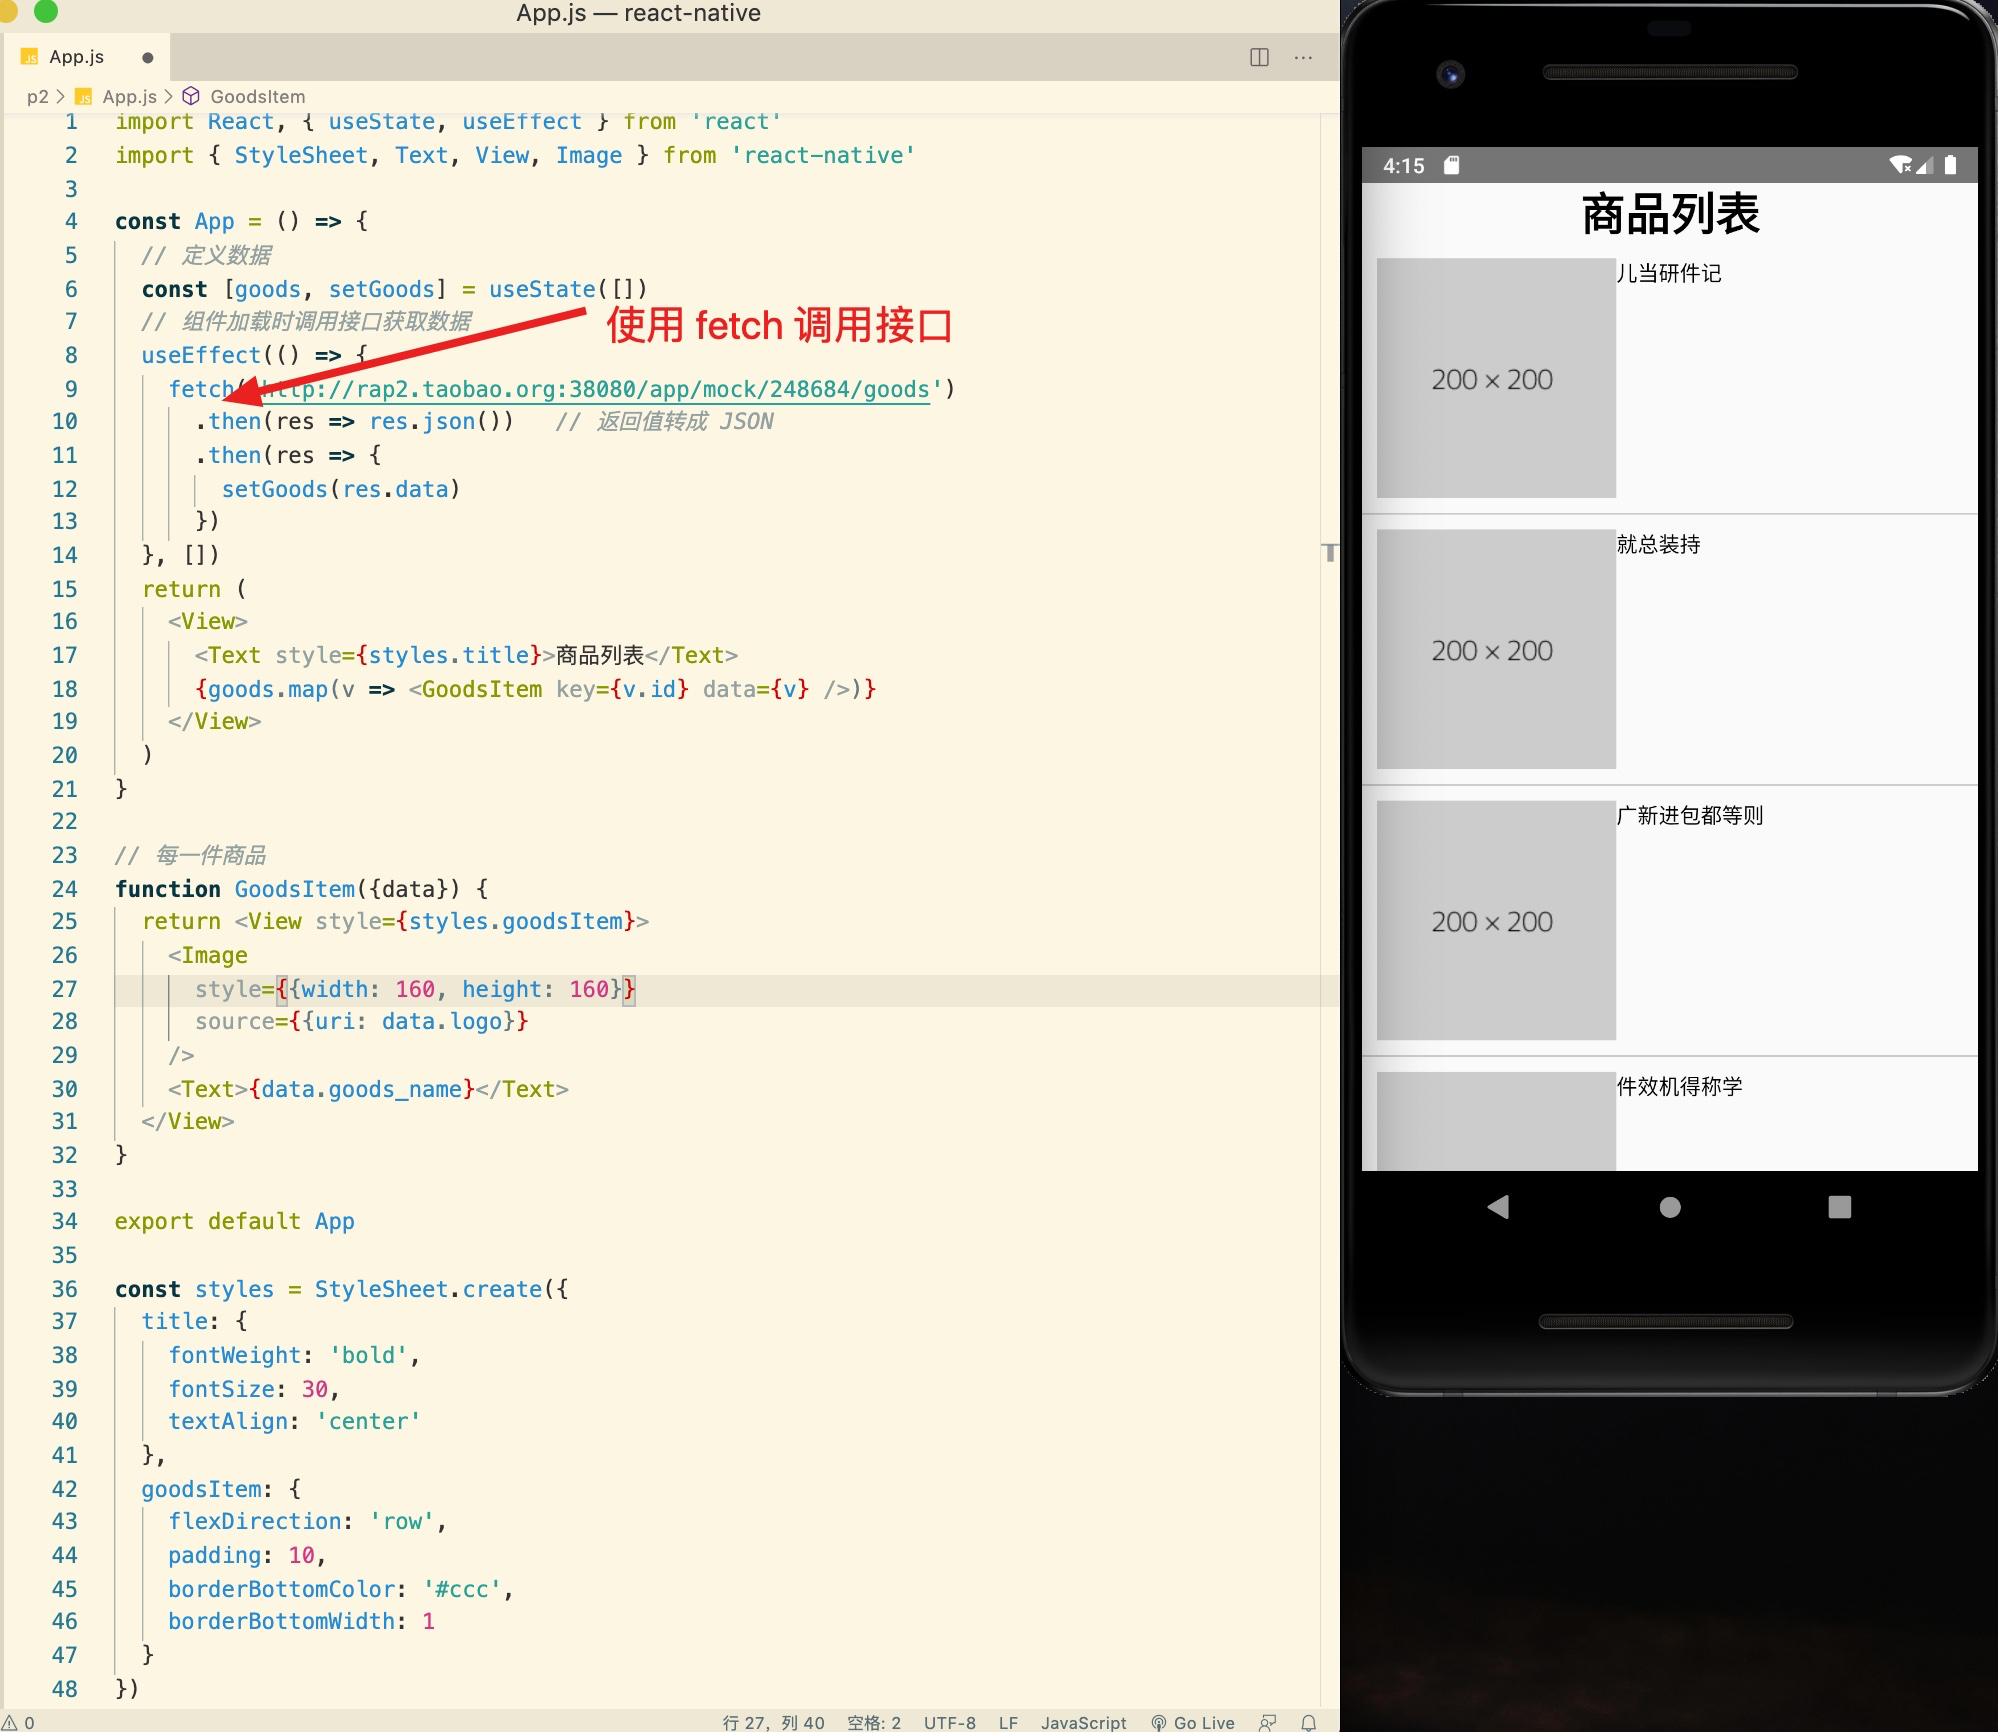 App.js — react-native
App.js
p2 > App.js > GoodsItem
1 import React, { useState, useEffect } from 'react'
2 import { StyleSheet, Text, View, Image } from 'react-native'
3
4 const App = () => {
5 // 定义数据
6 const [goods, setGoods] = useState([])
7 // 组件加载时调用接口获取数据
使用 fetch 调用接口
8 useEffect(() => {
9 fetch('http://rap2.taobao.org:38080/app/mock/248684/goods')
10 .then(res => res.json()) // 返回值转成 JSON
11 .then(res => {
12 setGoods(res.data)
13 })
14 }, [])
15 return (
16 <View>
17 <Text style={styles.title}>商品列表</Text>
18 {goods.map(v => <GoodsItem key={v.id} data={v} />)}
19 </View>
20 )
21 }
22
23 // 每一件商品
24 function GoodsItem({data}) {
25 return <View style={styles.goodsItem}>
26 <Image
27 style={{width: 160, height: 160}}
28 source={{uri: data.logo}}
29 />
30 <Text>{data.goods_name}</Text>
31 </View>
32 }
33
34 export default App
35
36 const styles = StyleSheet.create({
37 title: {
38 fontWeight: 'bold',
39 fontSize: 30,
40 textAlign: 'center'
41 },
42 goodsItem: {
43 flexDirection: 'row',
44 padding: 10,
45 borderBottomColor: '#ccc',
46 borderBottomWidth: 1
47 }
48 })
0 行 27，列 40 空格: 2 UTF-8 LF JavaScript Go Live
4:15
商品列表
儿当研件记
200 × 200
就总装持
200 × 200
广新进包都等则
200 × 200
件效机得称学